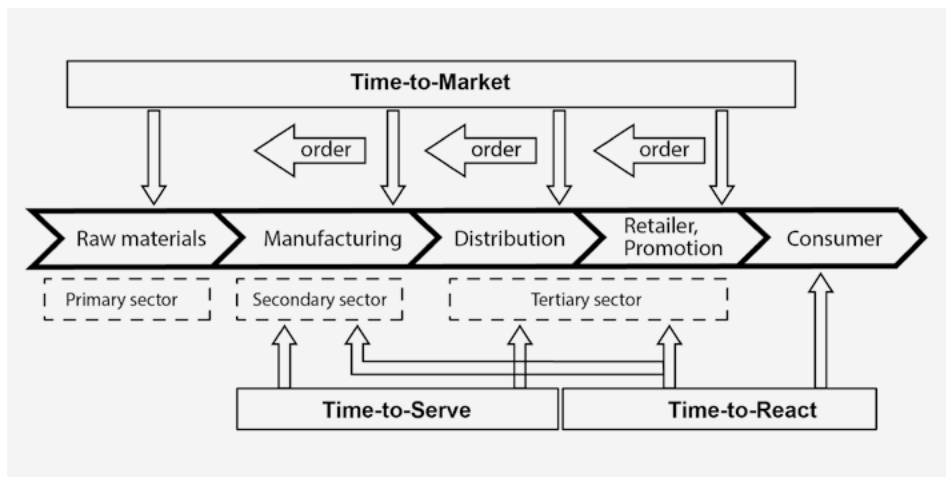 Time-to-Market
order
order
order
Raw materials
Manufacturing
Distribution
Retailer,
Promotion
Consumer
Primary sector
Secondary sector
Tertiary sector
Time-to-Serve
Time-to-React